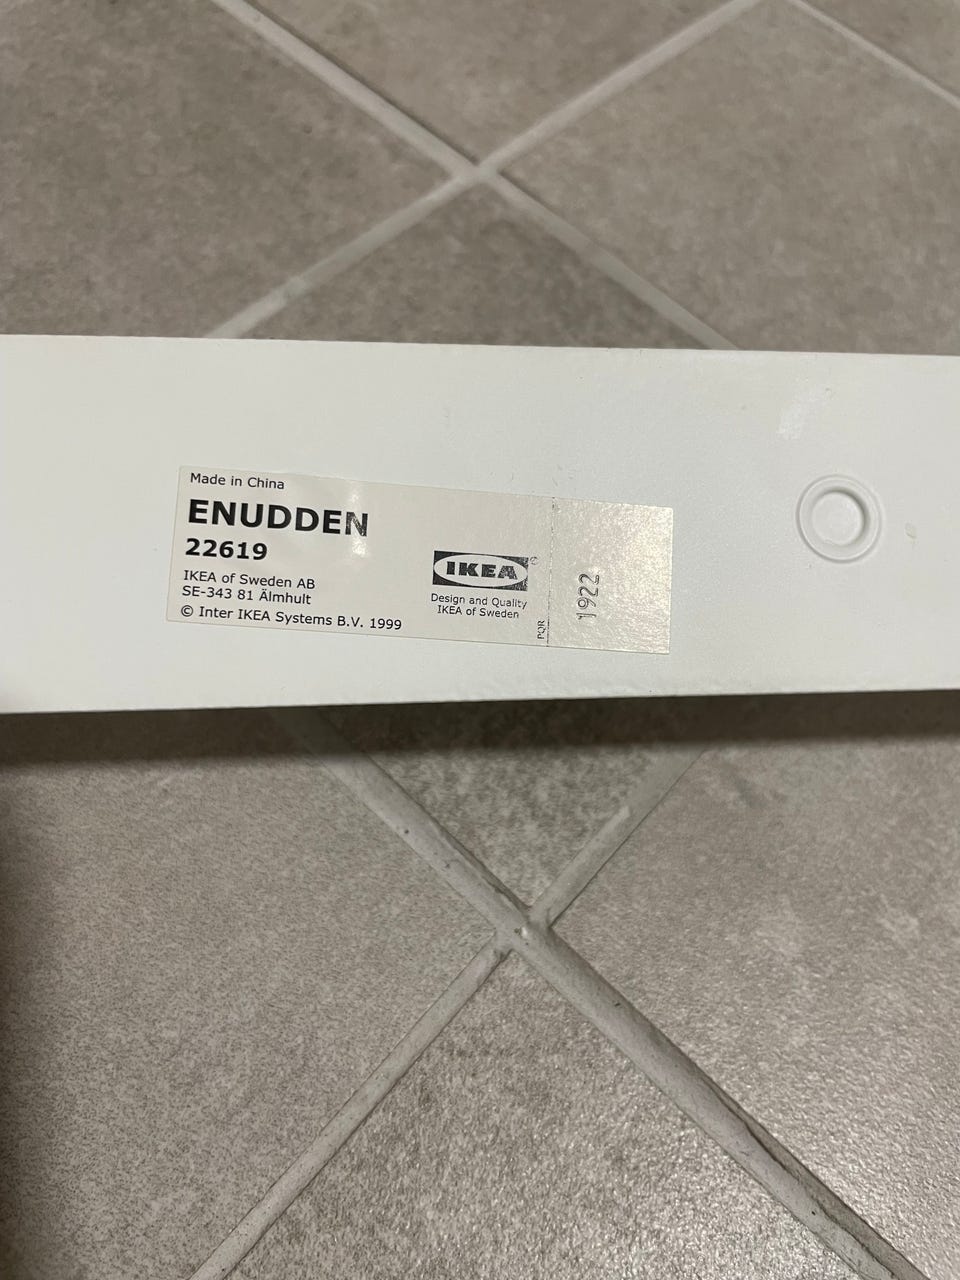 Made in China
ENUDDEN
22619
IKEA of Sweden AB
SE-343 81 Älmhult
© Inter IKEA Systems B.V. 1999
IKEA®
Design and Quality
IKEA of Sweden
PQR
1922